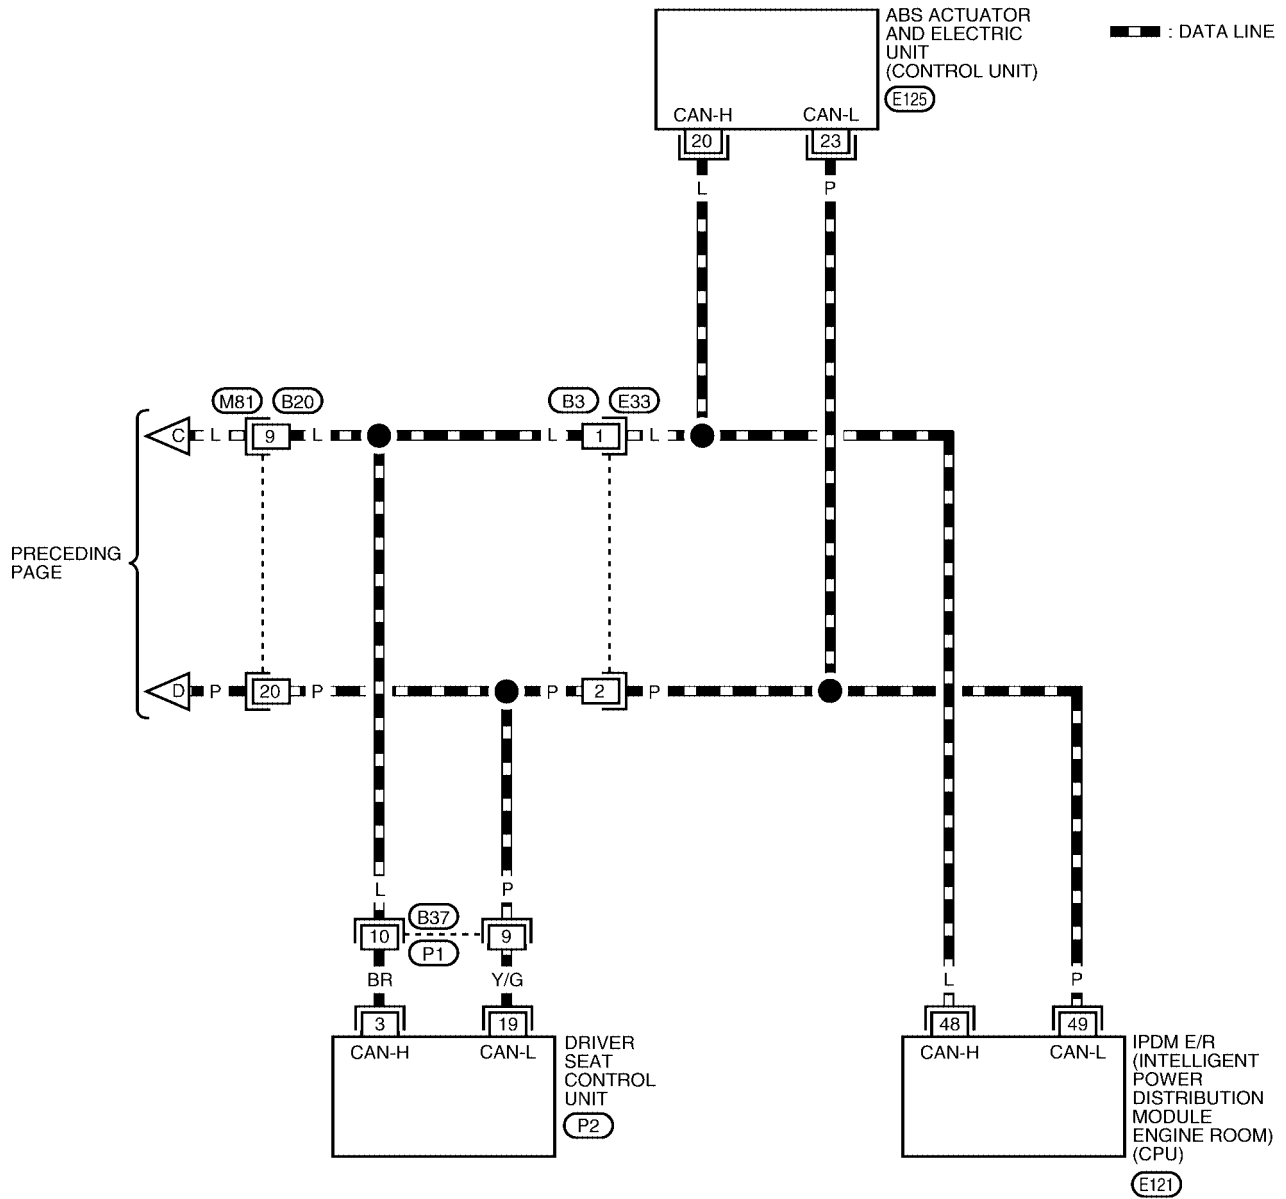 ABS ACTUATOR
AND ELECTRIC
UNIT
(CONTROL UNIT)
E125
: DATA LINE
CAN-H
CAN-L
20
23
L
P
M81
B20
B3
E33
C
L
9
L
L
1
L
PRECEDING
PAGE
D
P
20
P
P
2
P
L
P
B37
10
9
P1
BR
Y/G
L
P
3
19
48
49
CAN-H
CAN-L
DRIVER
SEAT
CONTROL
UNIT
P2
CAN-H
CAN-L
IPDM E/R
(INTELLIGENT
POWER
DISTRIBUTION
MODULE
ENGINE ROOM)
(CPU)
E121